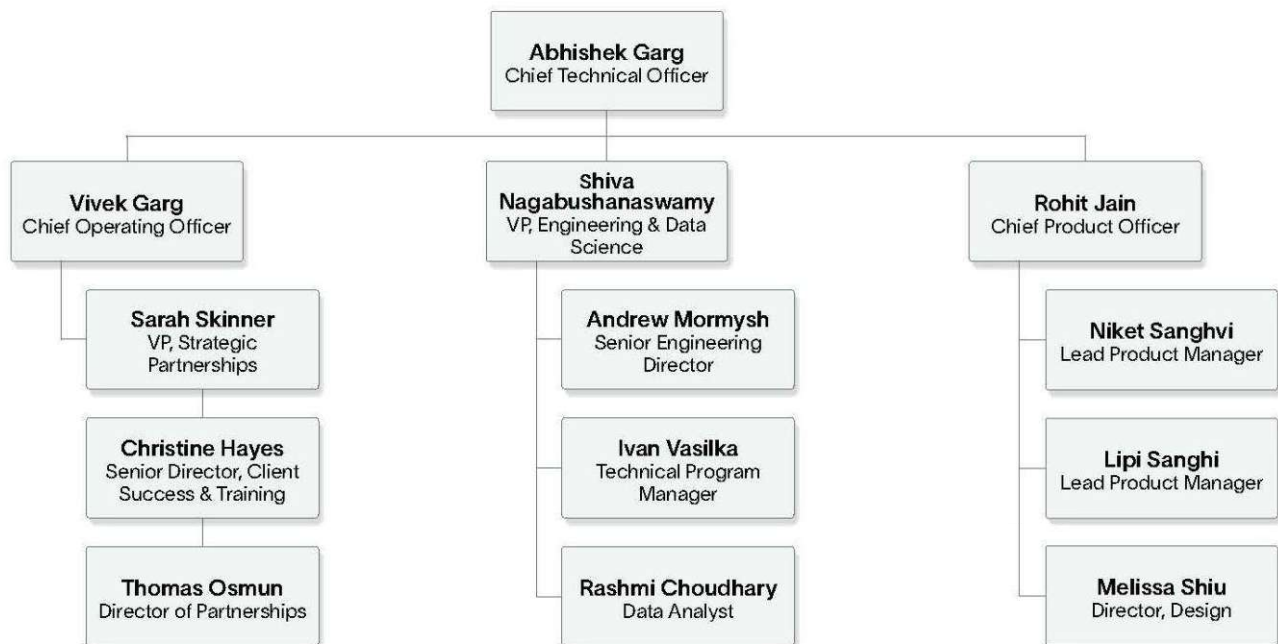 Abhishek Garg
Chief Technical Officer
Vivek Garg
Chief Operating Officer
Shiva
Nagabushanaswamy
VP, Engineering & Data
Science
Rohit Jain
Chief Product Officer
Sarah Skinner
VP, Strategic
Partnerships
Andrew Mormysh
Senior Engineering
Director
Niket Sanghvi
Lead Product Manager
Christine Hayes
Senior Director, Client
Success & Training
Ivan Vasilka
Technical Program
Manager
Lipi Sanghi
Lead Product Manager
Thomas Osmun
Director of Partnerships
Rashmi Choudhary
Data Analyst
Melissa Shiu
Director, Design